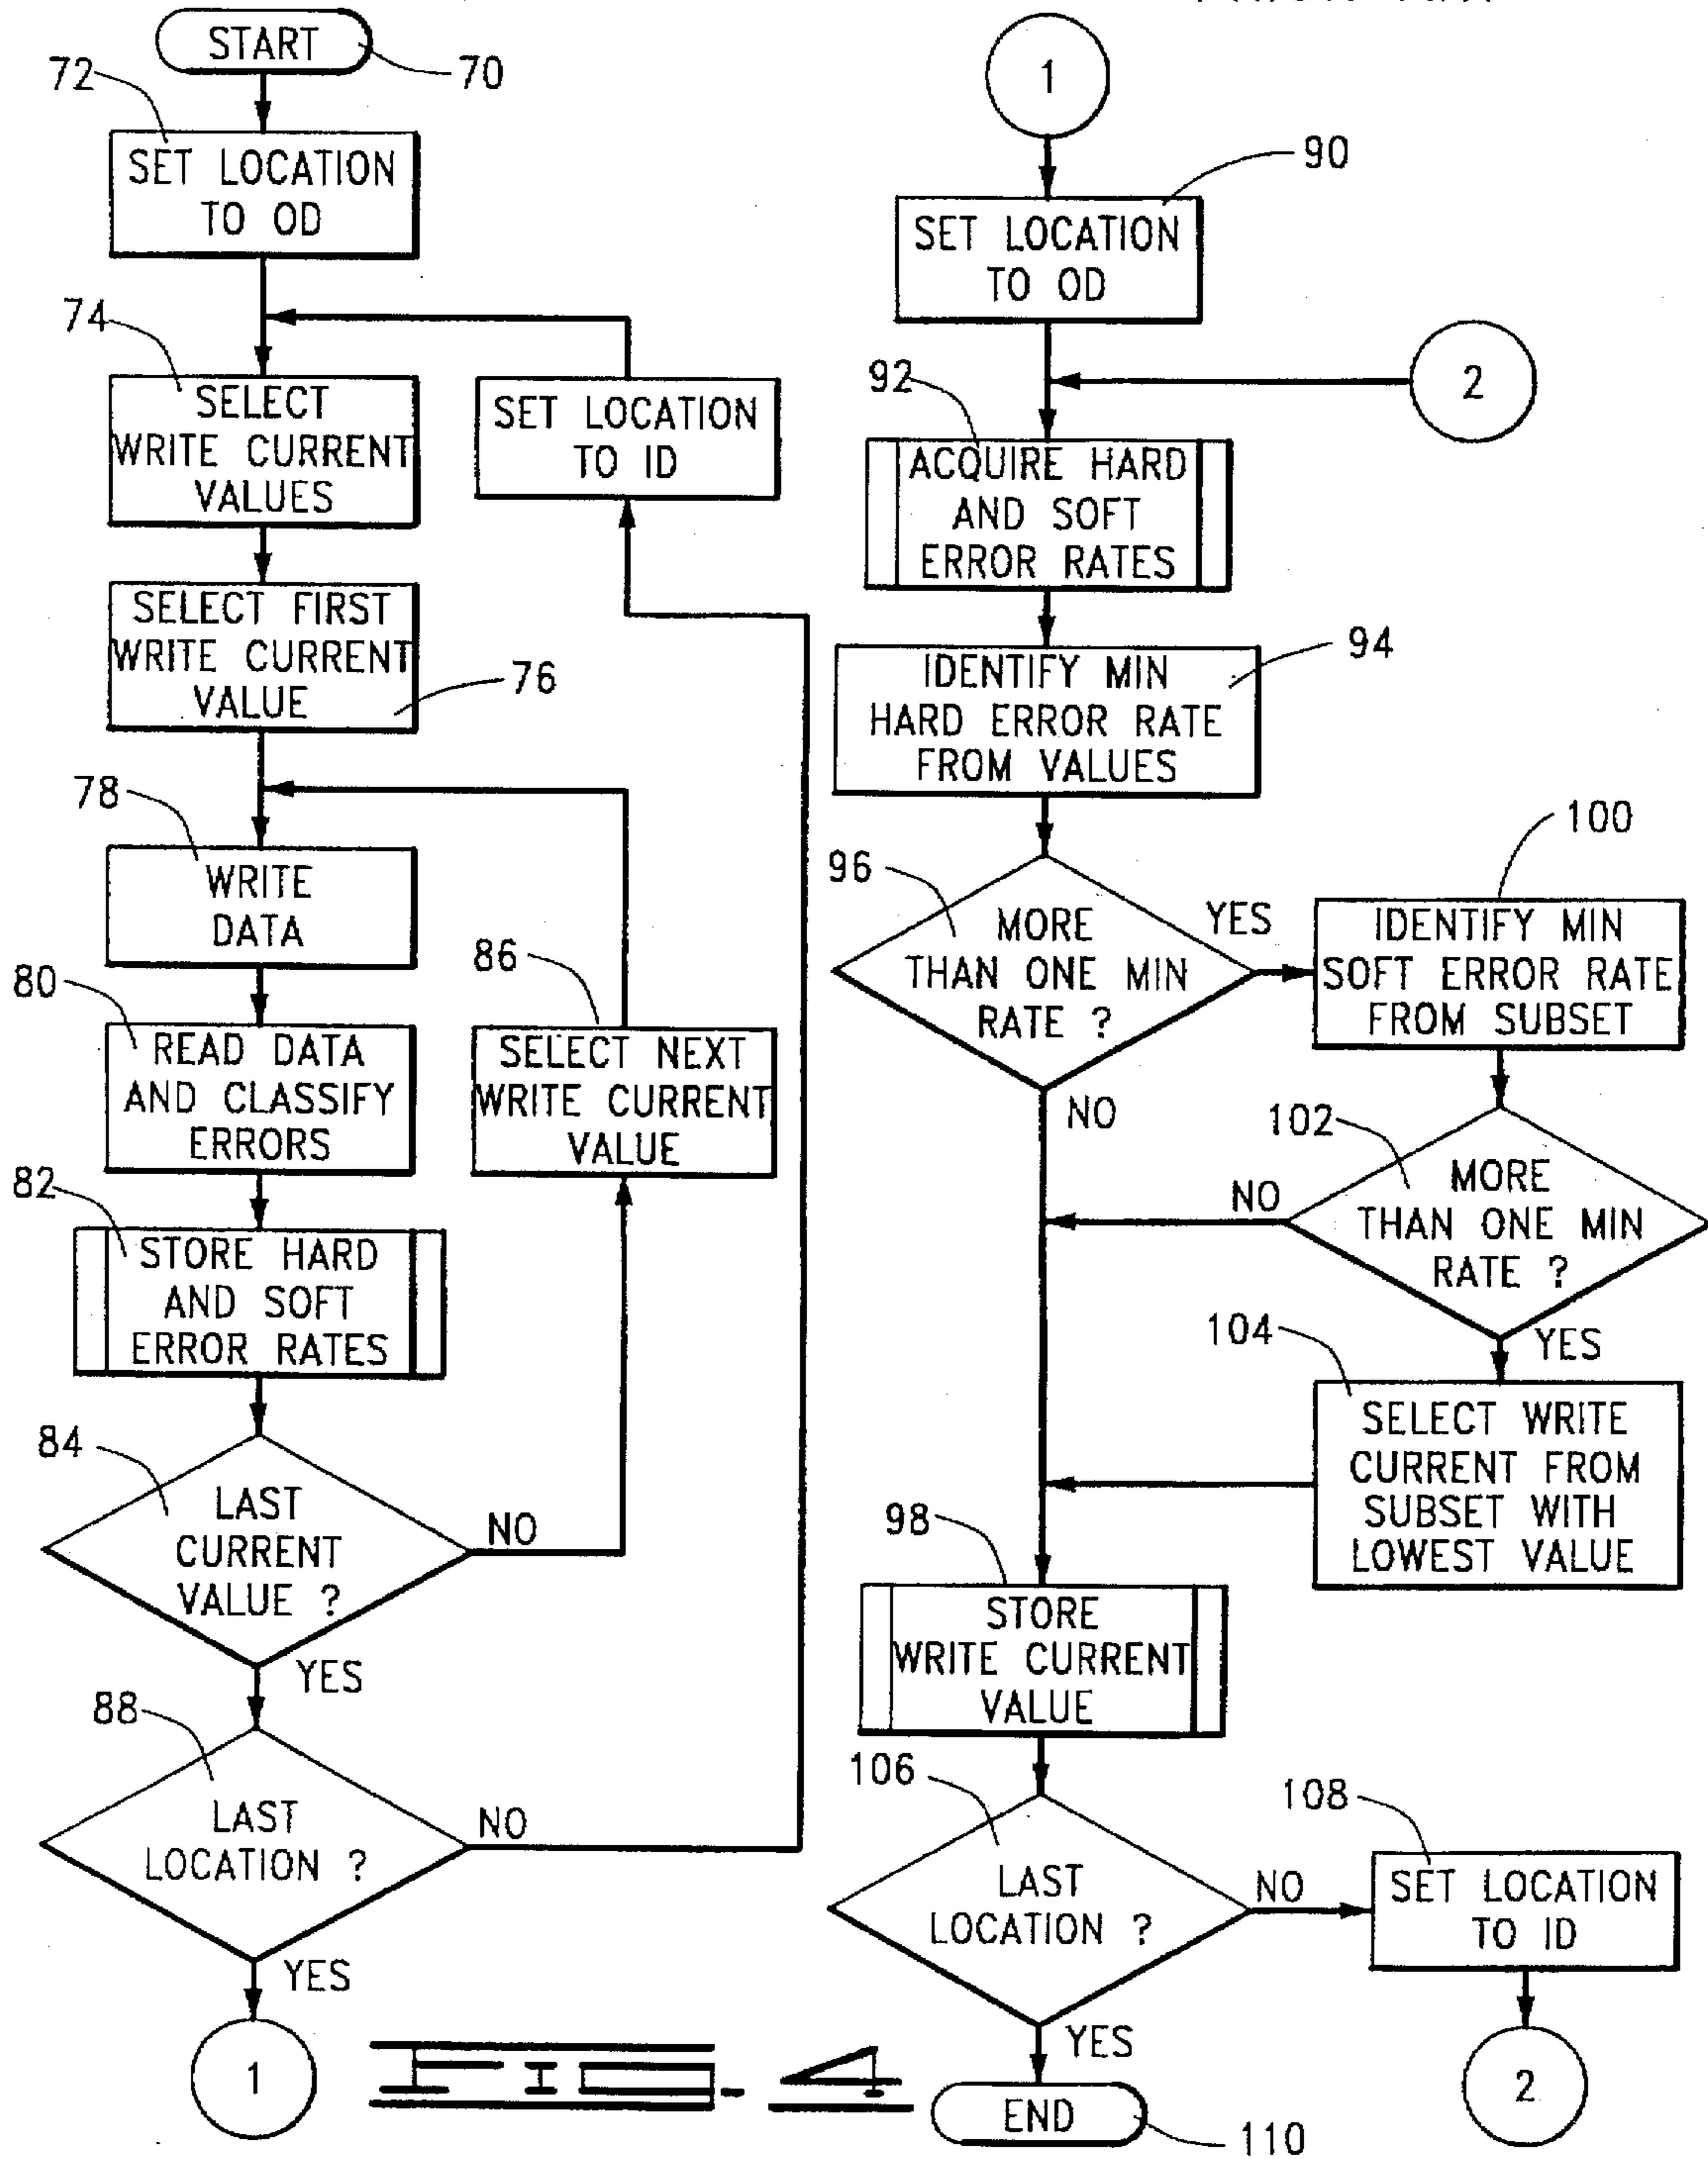 START
70
72
SET LOCATION
TO OD
74
SELECT
WRITE CURRENT
VALUES
SET LOCATION
TO ID
SELECT FIRST
WRITE CURRENT
VALUE
76
78
WRITE
DATA
80
READ DATA
AND CLASSIFY
ERRORS
86
SELECT NEXT
WRITE CURRENT
VALUE
82
STORE HARD
AND SOFT
ERROR RATES
84
LAST
CURRENT
VALUE ?
NO
YES
88
LAST
LOCATION ?
NO
YES
1
1
90
SET LOCATION
TO OD
2
92
ACQUIRE HARD
AND SOFT
ERROR RATES
94
IDENTIFY MIN
HARD ERROR RATE
FROM VALUES
96
MORE
THAN ONE MIN
RATE ?
YES
NO
100
IDENTIFY MIN
SOFT ERROR RATE
FROM SUBSET
102
MORE
THAN ONE MIN
RATE ?
NO
YES
104
SELECT WRITE
CURRENT FROM
SUBSET WITH
LOWEST VALUE
98
STORE
WRITE CURRENT
VALUE
106
LAST
LOCATION ?
NO
YES
108
SET LOCATION
TO ID
2
END
110
FIG. 4